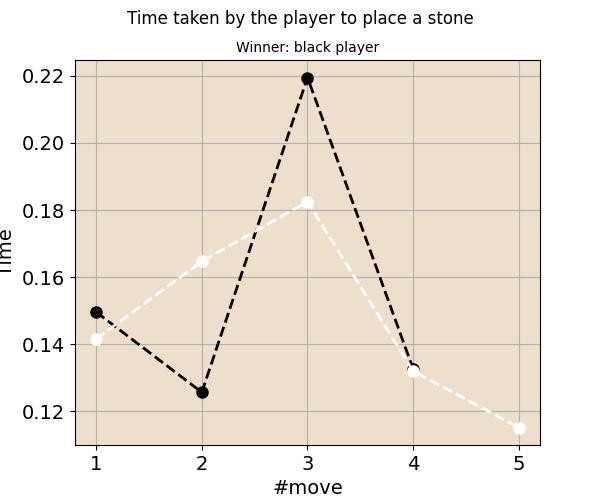 Time taken by the player to place a stone
Winner: black player
Time
0.22
0.20
0.18
0.16
0.14
0.12
1 2 3 4 5
#move